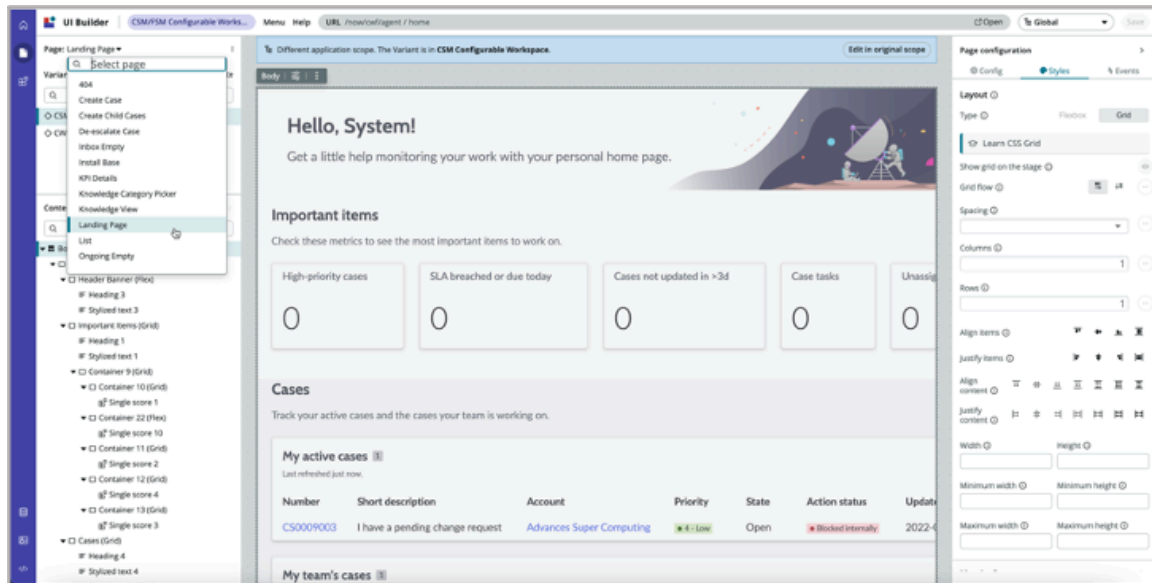 UI Builder
CSM/FSM Configurable Works...
Menu Help
URL /now/cwf/agent / home
Open
Global
Save
Page: Landing Page
Select page
404
Create Case
Create Child Cases
De-escalate Case
Inbox Empty
Install Base
KPI Details
Knowledge Category Picker
Knowledge View
Landing Page
List
Ongoing Empty
Header Banner (Flex)
Heading 3
Stylized text 3
Important Items (Grid)
Heading 1
Stylized text 1
Container 9 (Grid)
Container 10 (Grid)
Single score 1
Container 22 (Flex)
Single score 10
Container 11 (Grid)
Single score 2
Container 12 (Grid)
Single score 4
Container 13 (Grid)
Single score 3
Cases (Grid)
Heading 4
Stylized text 4
Different application scope. The Variant is in CSM Configurable Workspace.
Edit in original scope
Body
Hello, System!
Get a little help monitoring your work with your personal home page.
Important items
Check these metrics to see the most important items to work on.
High-priority cases
0
SLA breached or due today
0
Cases not updated in >3d
0
Case tasks
0
Unassig
0
Cases
Track your active cases and the cases your team is working on.
My active cases 1
Last refreshed just now.
Number Short description Account Priority State Action status Update
CS0009003 I have a pending change request Advances Super Computing 4 - Low Open Blocked internally 2022-
My team's cases 1
Page configuration
Config Styles Events
Layout
Type Flexbox Grid
Learn CSS Grid
Show grid on the stage
Grid flow
Spacing
Columns
1
Rows
1
Align items
Justify items
Align content
Justify content
Width Height
Minimum width Minimum height
Maximum width Maximum height